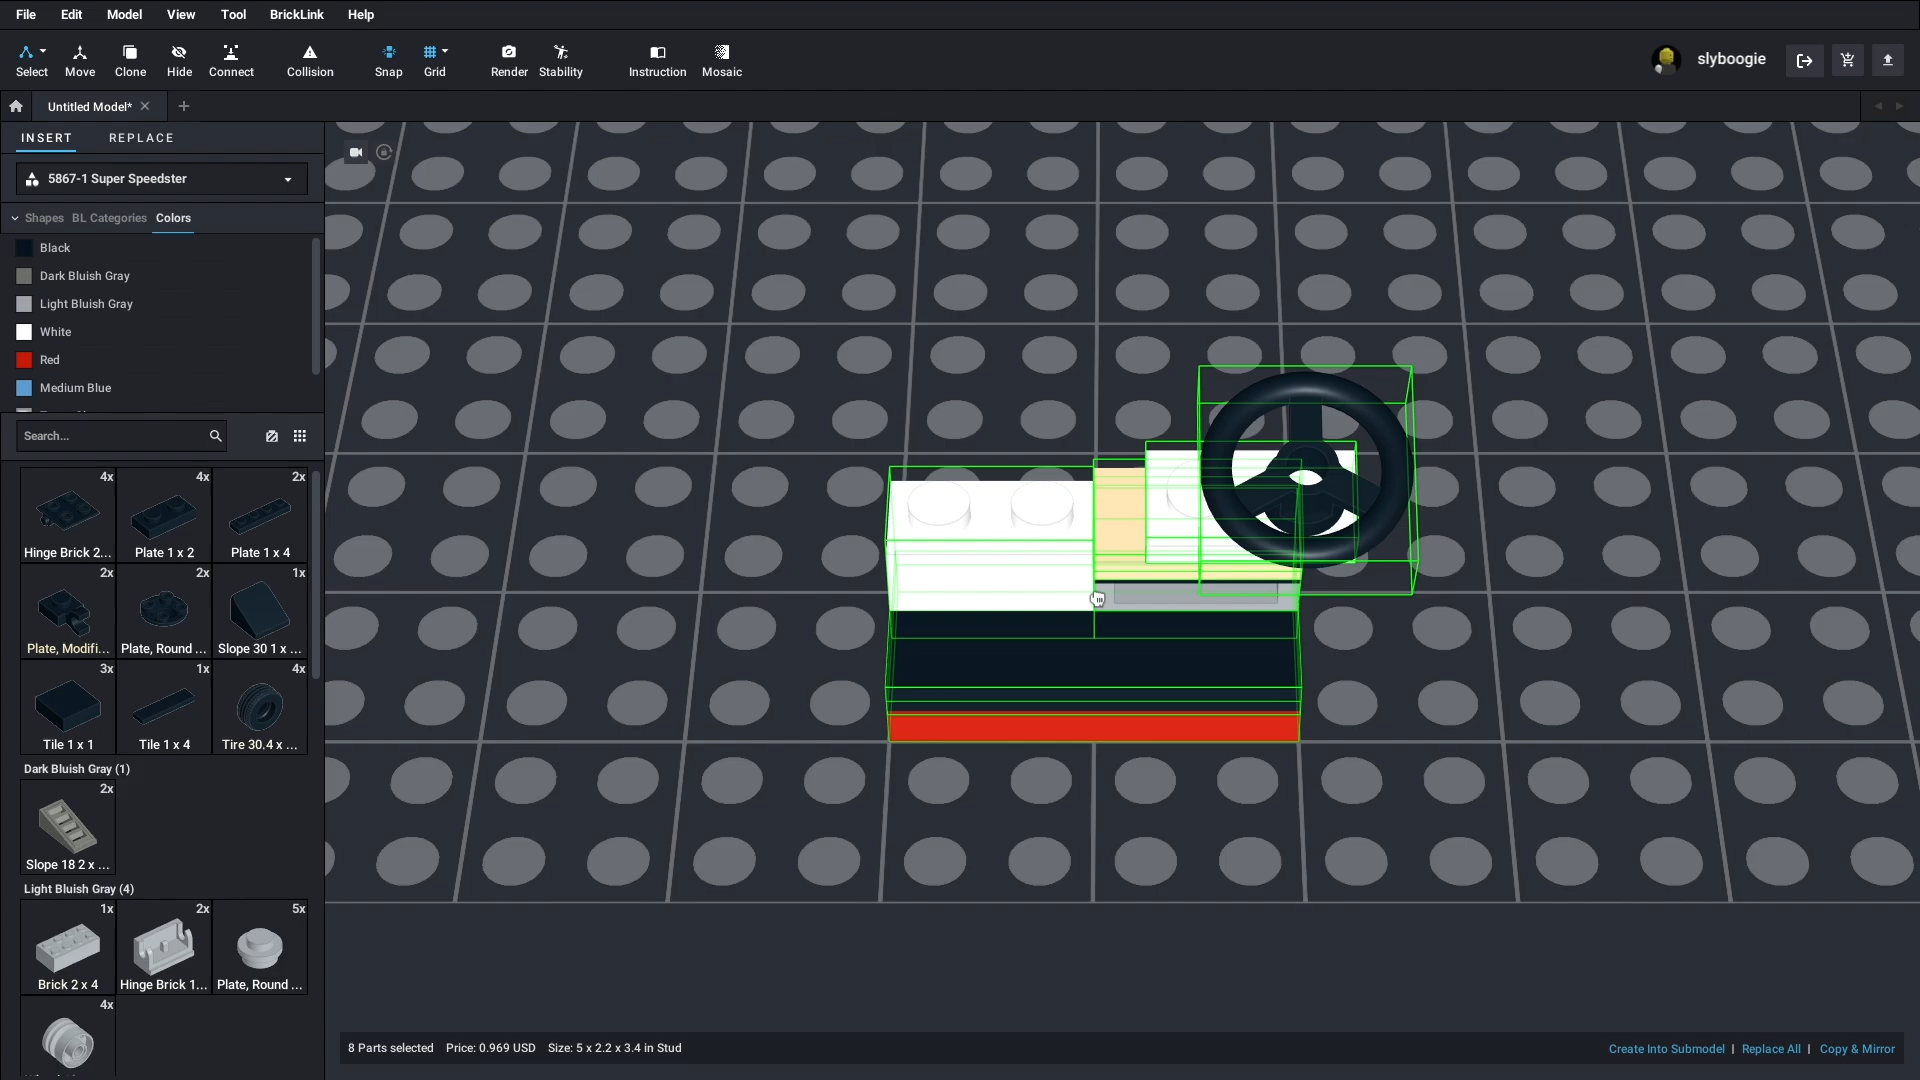 File Edit Model View Tool BrickLink Help
Select Move Clone Hide Connect Collision Snap Grid Render Stability Instruction Mosaic
slyboogie
Untitled Model*
INSERT REPLACE
5867-1 Super Speedster
Shapes BL Categories Colors
Black
Dark Bluish Gray
Light Bluish Gray
White
Red
Medium Blue
Search...
4x 4x 2x
Hinge Brick 2... Plate 1 x 2 Plate 1 x 4
2x 2x 1x
Plate, Modifi... Plate, Round ... Slope 30 1 x ...
3x 1x 4x
Tile 1 x 1 Tile 1 x 4 Tire 30.4 x ...
Dark Bluish Gray (1)
2x
Slope 18 2 x ...
Light Bluish Gray (4)
1x 2x 5x
Brick 2 x 4 Hinge Brick 1... Plate, Round ...
4x
8 Parts selected Price: 0.969 USD Size: 5 x 2.2 x 3.4 in Stud
Create Into Submodel | Replace All | Copy & Mirror